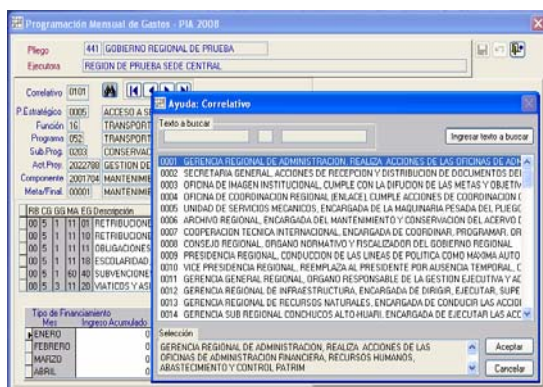 Programación Mensual de Gastos - PIA 2008
Pliego 441 GOBIERNO REGIONAL DE PRUEBA
Ejecutora REGION DE PRUEBA SEDE CENTRAL
Correlativo 0101
P.Estratégico 0005 ACCESO A S
Función 16 TRANSPORT
Programa 052 TRANSPORT
Sub.Prog. 0203 CONSERVAC
Act.Proy. 2022788 GESTION DE
Componente 2001704 MANTENIMIE
Meta/Final. 00001 MANTENIMIE
RB CG GG MA EG Descripción
00 5 1 11 01 RETRIBUCIONE
00 5 1 11 10 RETRIBUCIONE
00 5 1 11 11 OBLIGACIONES
00 5 1 11 18 ESCOLARIDAD,
00 5 1 60 40 SUBVENCIONE
00 5 3 11 20 VIATICOS Y ASI
Tipo de Financiamiento
Mes Ingreso Acumulado
ENERO 0
FEBRERO 0
MARZO 0
ABRIL 0
Ayuda: Correlativo
Texto a buscar
Ingresar texto a buscar
0001 GERENCIA REGIONAL DE ADMINISTRACION, REALIZA ACCIONES DE LAS OFICINAS DE ADM
0002 SECRETARIA GENERAL, ACCIONES DE RECEPCION Y DISTRIBUCION DE DOCUMENTOS DEL
0003 OFICINA DE IMAGEN INSTITUCIONAL, CUMPLE CON LA DIFUCION DE LAS METAS Y OBJETIV
0004 OFICINA DE COORDINACION REGIONAL (ENLACE), CUMPLE ACCIONES DE COORDINACION
0005 UNIDAD DE SERVICIOS MECANICOS, ENCARGADA DE LA MAQUINARIA PESADA DEL PLIEGO
0006 ARCHIVO REGIONAL, ENCARGADA DEL MANTENIMIENTO Y CONSERVACION DEL ACERVO D
0007 COOPERACION TECNICA INTERNACIONAL, ENCARGADA DE COORDINAR, PROGRAMAR, OR
0008 CONSEJO REGIONAL, ORGANO NORMATIVO Y FISCALIZADOR DEL GOBIERNO REGIONAL
0009 PRESIDENCIA REGIONAL, CONDUCCION DE LAS LINEAS DE POLITICA COMO MAXIMA AUTO
0010 VICE PRESIDENCIA REGIONAL, REEMPLAZA AL PRESIDENTE POR AUSENCIA TEMPORAL, C
0011 GERENCIA GENERAL REGIONAL, ORGANO RESPONSABLE DE LA GESTION EJECUTIVA Y AD
0012 GERENCIA REGIONAL DE INFRAESTRUCTURA, ENCARGADA DE DIRIGIR, EJECUTAR, SUPE
0013 GERENCIA REGIONAL DE RECURSOS NATURALES, ENCARGADA DE CONDUCIR LAS ACCIO
0014 GERENCIA SUB REGIONAL CONCHUCOS ALTO-HUARI, ENCARGADA DE EJECUTAR LAS ACC
Selección
GERENCIA REGIONAL DE ADMINISTRACION, REALIZA ACCIONES DE LAS
OFICINAS DE ADMINISTRACION FINANCIERA, RECURSOS HUMANOS,
ABASTECIMIENTO Y CONTROL PATRIM
Aceptar
Cancelar